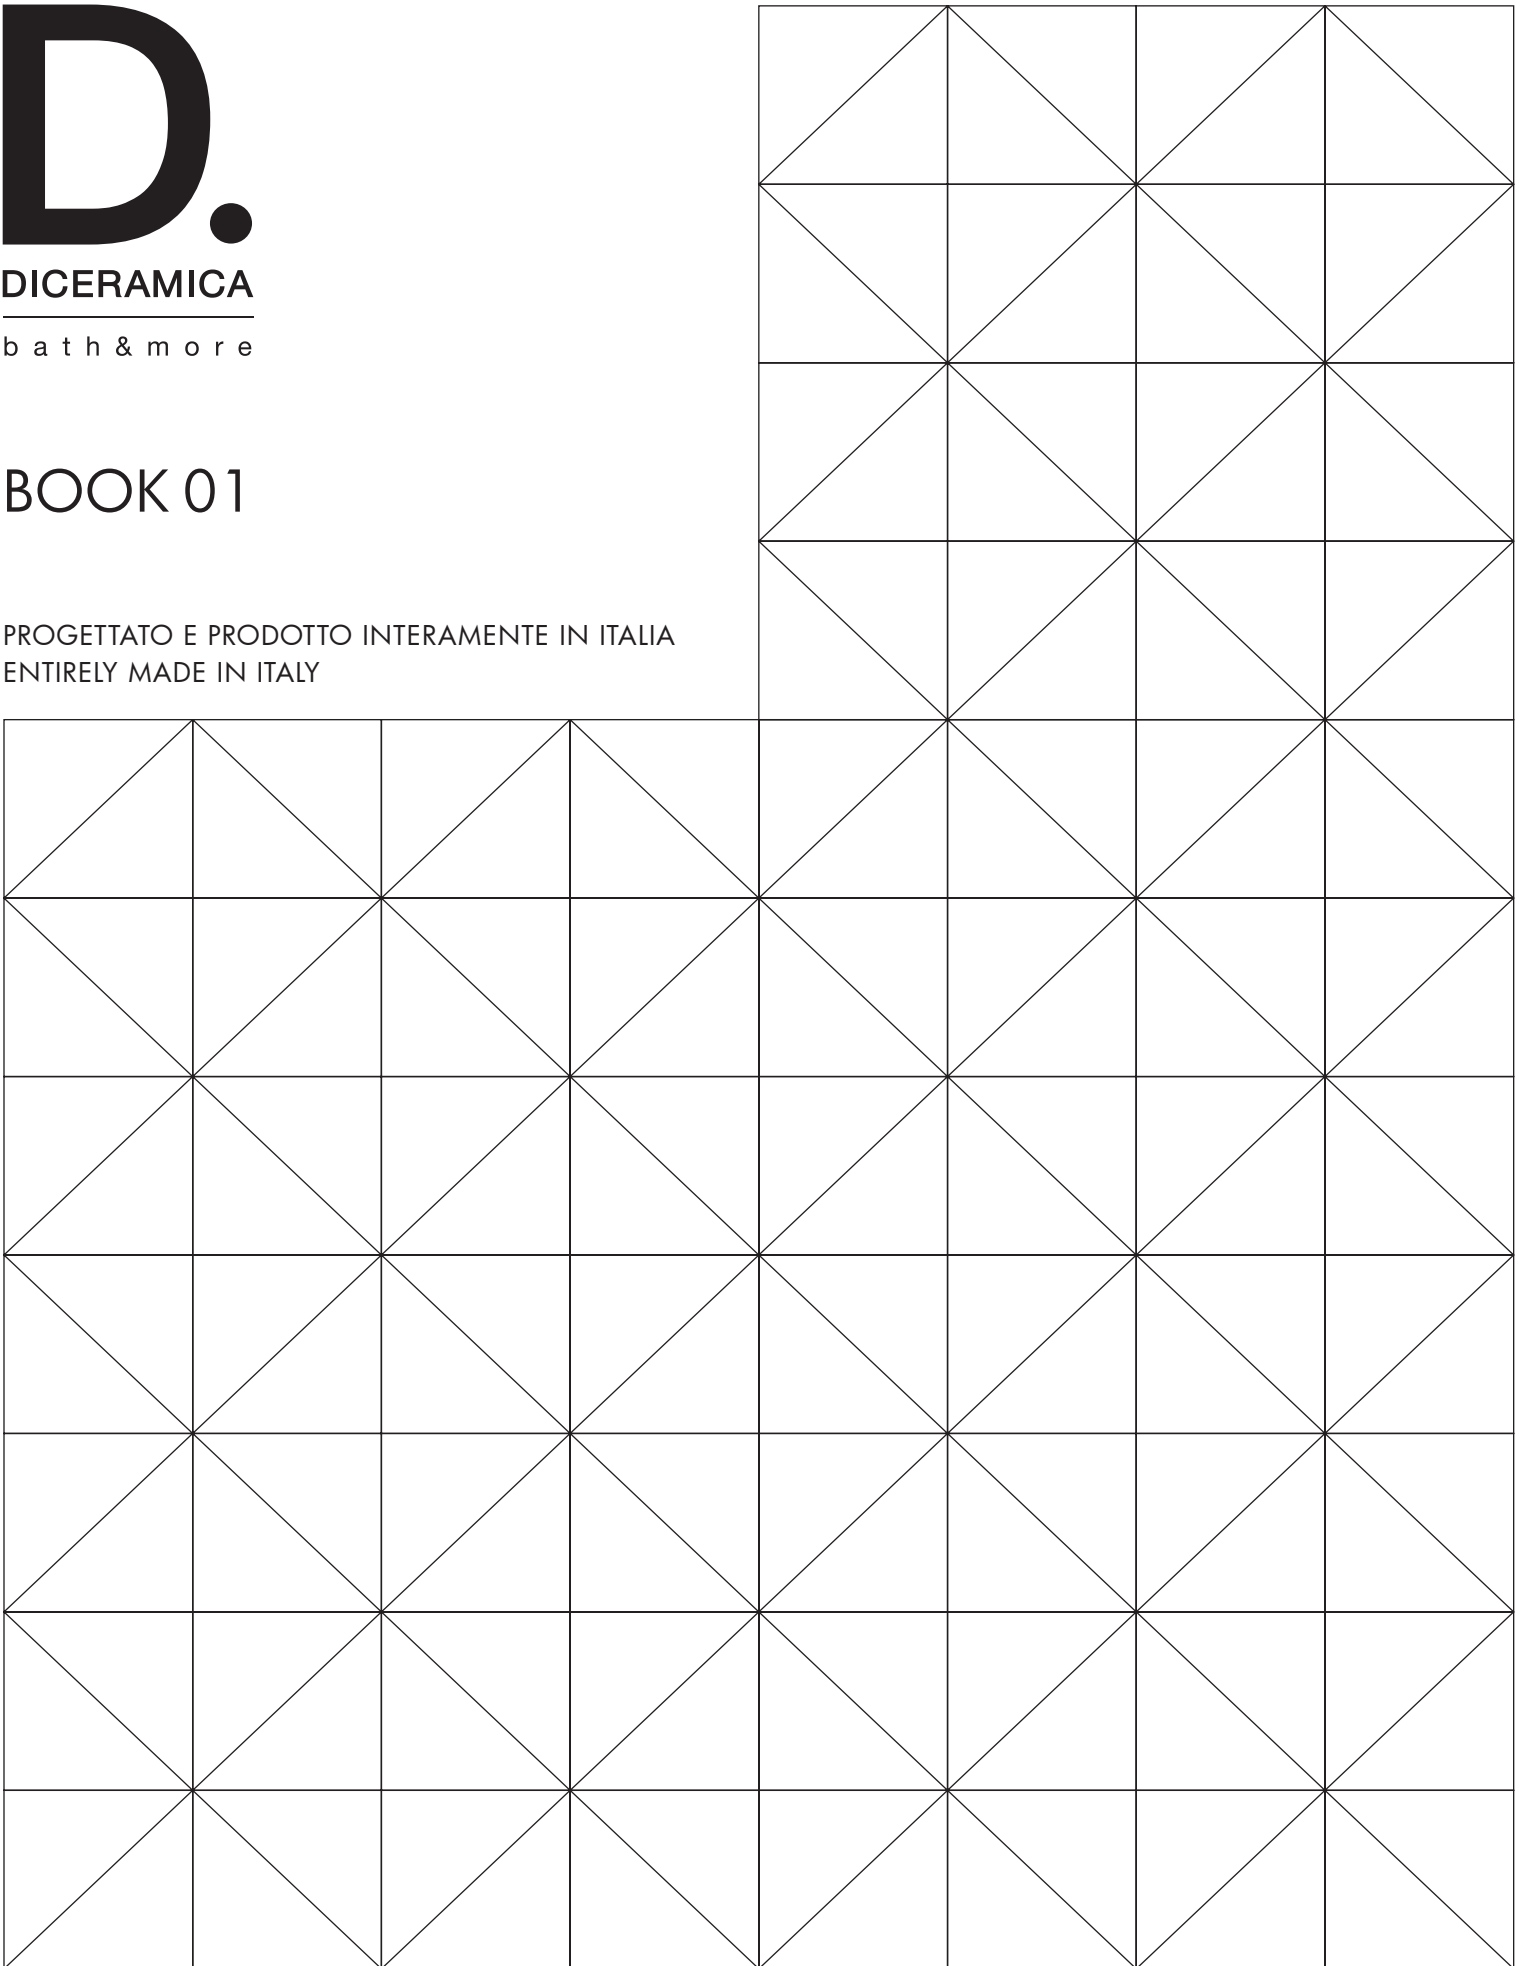 D.
DICERAMICA
bath&more
BOOK 01
PROGETTATO E PRODOTTO INTERAMENTE IN ITALIA
ENTIRELY MADE IN ITALY